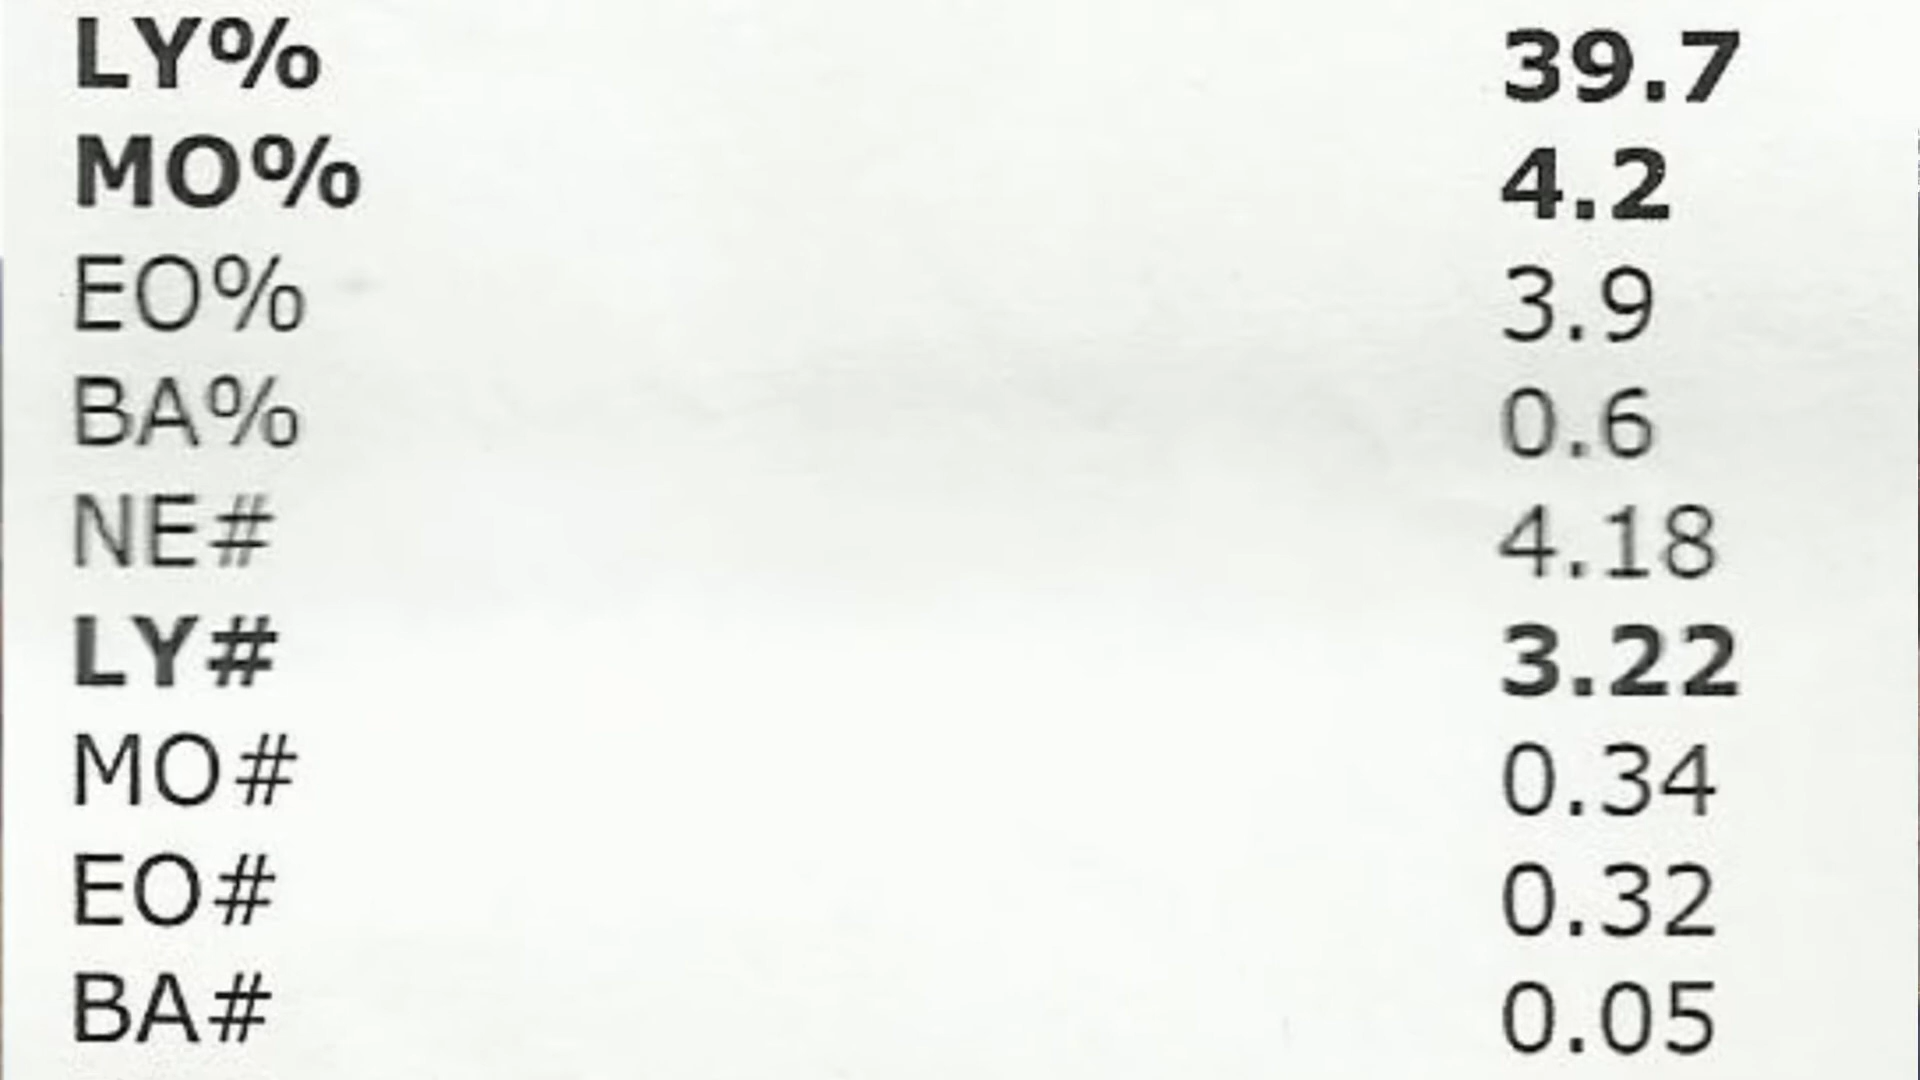 LY% 39.7
MO% 4.2
EO% 3.9
BA% 0.6
NE# 4.18
LY# 3.22
MO# 0.34
EO# 0.32
BA# 0.05